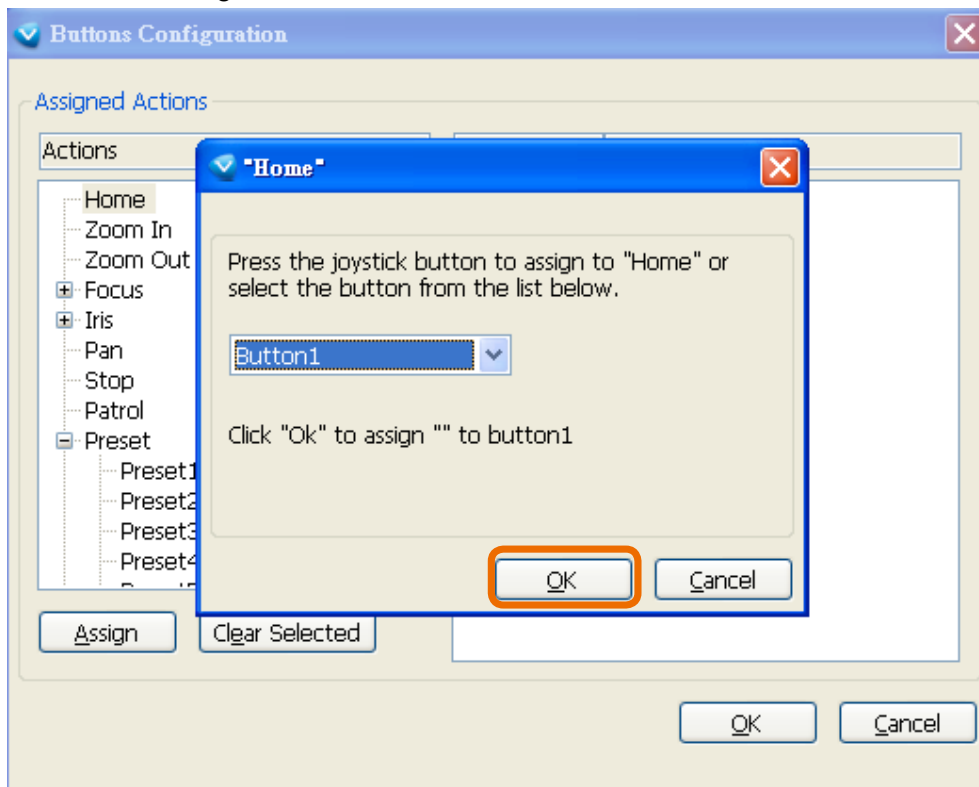 Buttons Configuration
Assigned Actions
Actions
Home
Zoom In
Zoom Out
Focus
Iris
Pan
Stop
Patrol
Preset
Preset1
Preset2
Preset3
Preset4
"Home"
Press the joystick button to assign to "Home" or
select the button from the list below.
Button1
Click "Ok" to assign "" to button1
OK
Cancel
Assign
Clear Selected
OK
Cancel